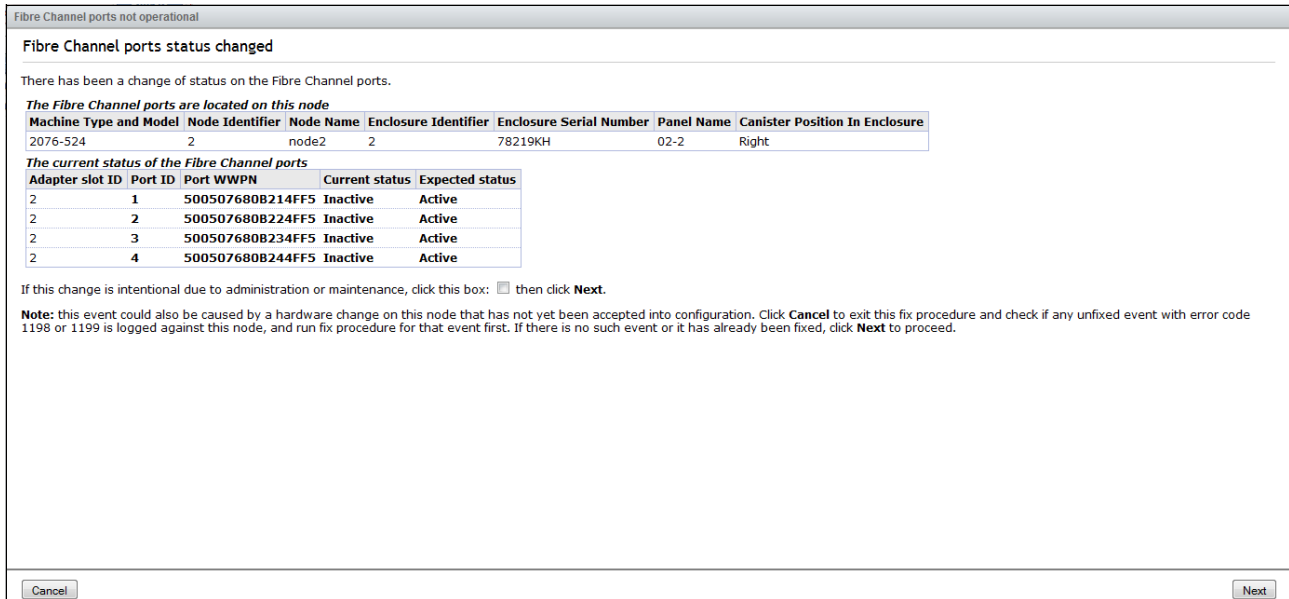 Fibre Channel ports not operational
Fibre Channel ports status changed
There has been a change of status on the Fibre Channel ports.
The Fibre Channel ports are located on this node
Machine Type and Model Node Identifier Node Name Enclosure Identifier Enclosure Serial Number Panel Name Canister Position In Enclosure
2076-524 2 node2 2 78219KH 02-2 Right
The current status of the Fibre Channel ports
Adapter slot ID Port ID Port WWPN Current status Expected status
2 1 500507680B214FF5 Inactive Active
2 2 500507680B224FF5 Inactive Active
2 3 500507680B234FF5 Inactive Active
2 4 500507680B244FF5 Inactive Active
If this change is intentional due to administration or maintenance, click this box: then click Next.
Note: this event could also be caused by a hardware change on this node that has not yet been accepted into configuration. Click Cancel to exit this fix procedure and check if any unfixed event with error code
1198 or 1199 is logged against this node, and run fix procedure for that event first. If there is no such event or it has already been fixed, click Next to proceed.
Cancel Next